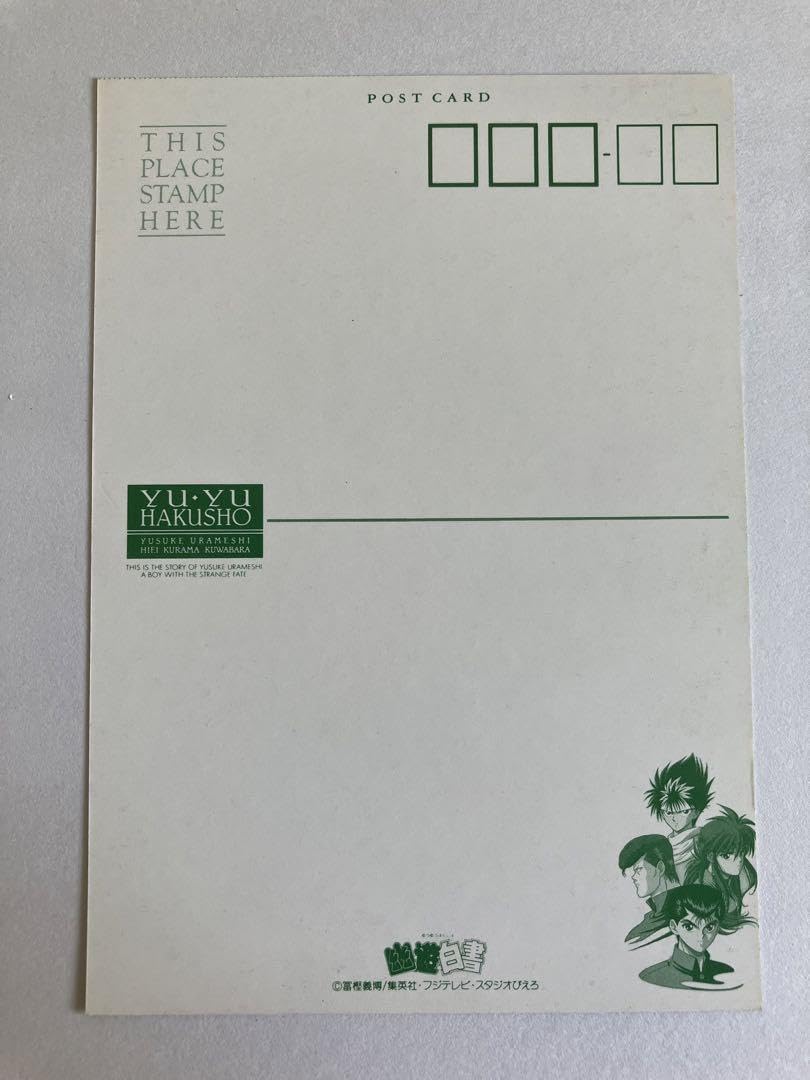 POST CARD
THIS
PLACE
STAMP
HERE
-
YU・YU
HAKUSHO
YUSUKE URAMESHI
HIEI KURAMA KUWABARA
THIS IS THE STORY OF YUSUKE URAMESHI
A BOY WITH THE STRANGE FATE
幽遊白書
©冨樫義博/集英社・フジテレビ・スタジオぴえろ